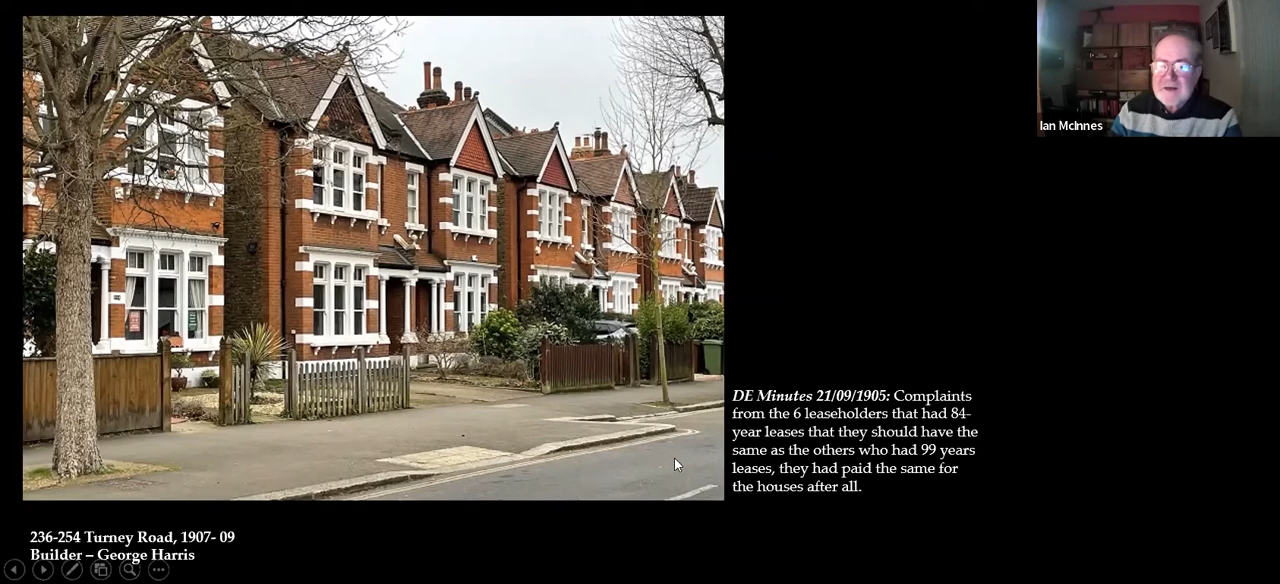 Ian McInnes
DE Minutes 21/09/1905: Complaints
from the 6 leaseholders that had 84-
year leases that they should have the
same as the others who had 99 years
leases, they had paid the same for
the houses after all.
236-254 Turney Road, 1907- 09
Builder – George Harris